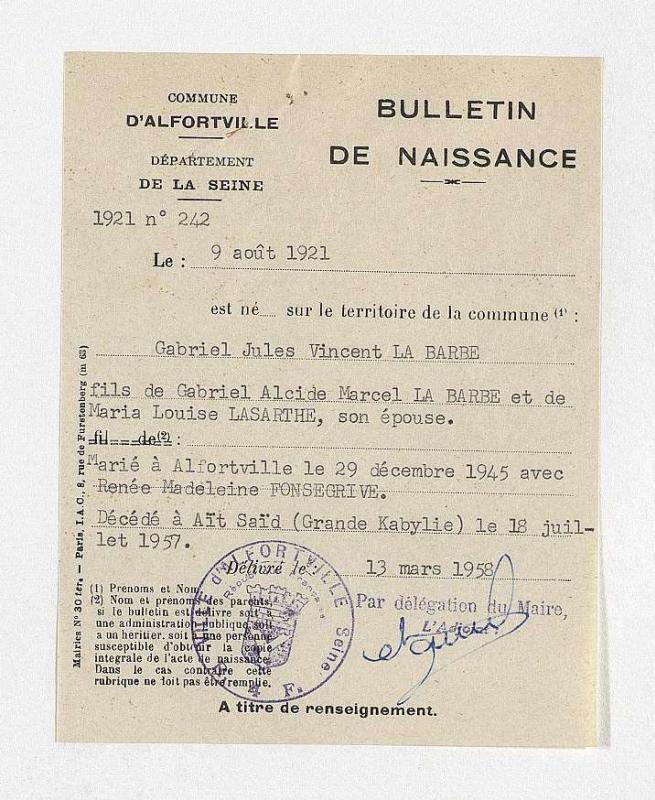 COMMUNE
D'ALFORTVILLE
DÉPARTEMENT
DE LA SEINE
BULLETIN
DE NAISSANCE
1921 n° 242
Le : 9 août 1921
est né sur le territoire de la commune (1) :
Gabriel Jules Vincent LA BARBE
fils de Gabriel Alcide Marcel LA BARBE et de
Maria Louise LASARTHE, son épouse.
fil de(2) :
Marié à Alfortville le 29 décembre 1945 avec
Renée Madeleine FONSEGRIVE.
Décédé à Aït Saïd (Grande Kabylie) le 18 juil-
let 1957.
Délivré le : 13 mars 1958
(1) Prenoms et Nom
(2) Nom et prénoms des parents,
si le bulletin est délivre soit à
une administration publique, soit
a un héritier. soit à une personne
susceptible d'obtenir la copie
integrale de l'acte de naissance
Dans le cas contraire cette
rubrique ne doit pas être remplie.
Par délégation du Maire,
L'Adjoint
VILLE d'ALFORTVILLE Seine.
A titre de renseignement.
Mairies N° 30 ter. — Paris, I.A.C., 8, rue de Furstenberg (m 63)